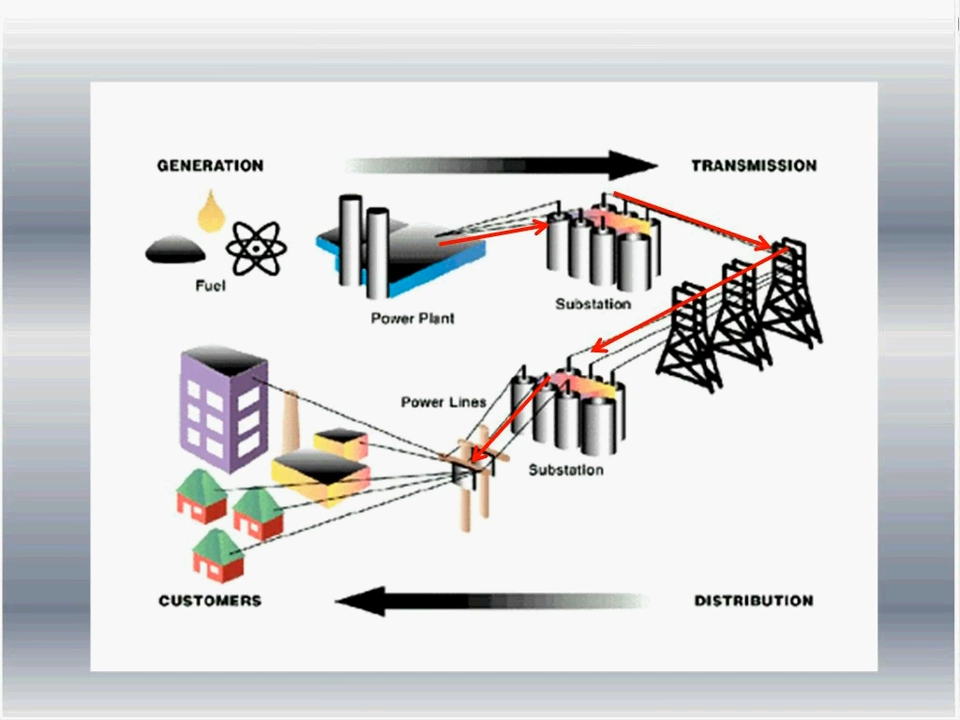 GENERATION
TRANSMISSION
Fuel
Power Plant
Substation
Power Lines
Substation
CUSTOMERS
DISTRIBUTION